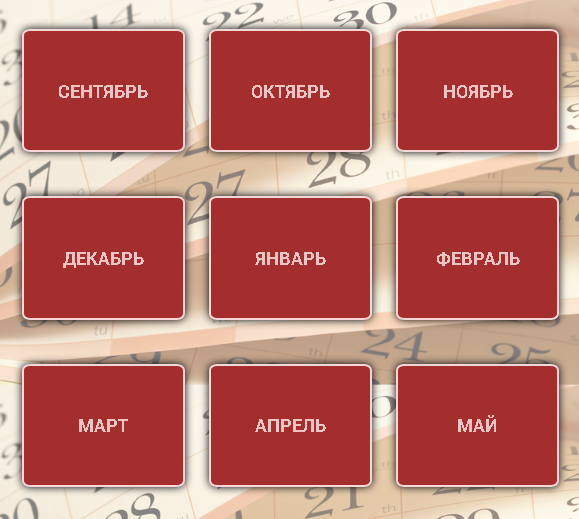 СЕНТЯБРЬ ОКТЯБРЬ НОЯБРЬ
ДЕКАБРЬ ЯНВАРЬ ФЕВРАЛЬ
МАРТ АПРЕЛЬ МАЙ